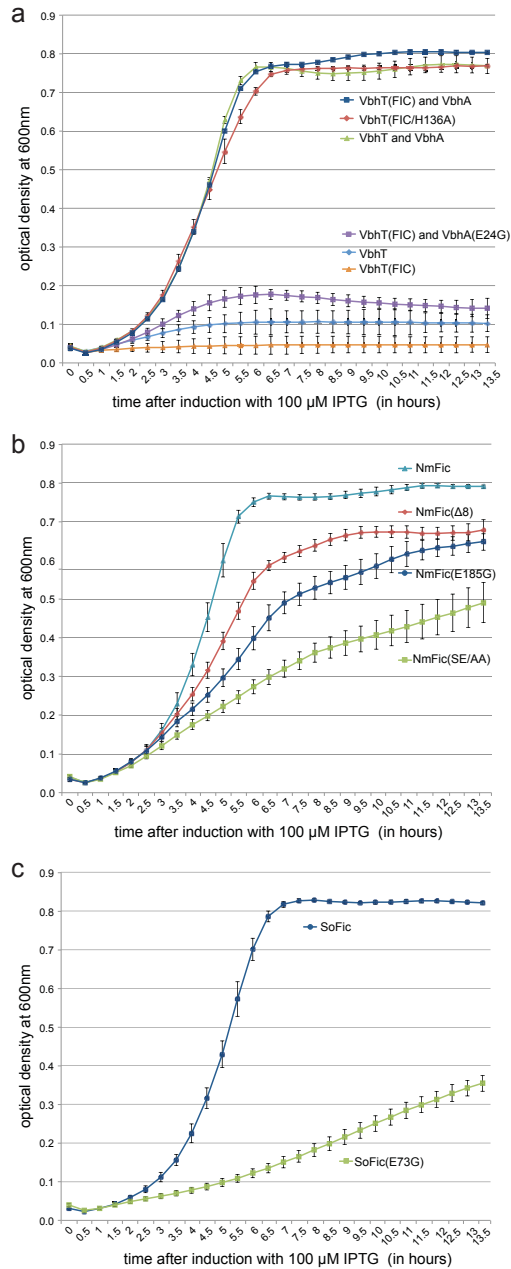 a
0.9
0.8
0.7
0.6
0.5
0.4
0.3
0.2
0.1
0.0
optical density at 600nm
VbhT(FIC) and VbhA
VbhT(FIC/H136A)
VbhT and VbhA
VbhT(FIC) and VbhA(E24G)
VbhT
VbhT(FIC)
0 0.5 1 1.5 2 2.5 3 3.5 4 4.5 5 5.5 6 6.5 7 7.5 8 8.5 9 9.5 10 10.5 11 11.5 12 12.5 13 13.5
time after induction with 100 µM IPTG (in hours)
b
0.9
0.8
0.7
0.6
0.5
0.4
0.3
0.2
0.1
0.0
optical density at 600nm
NmFic
NmFic(Δ8)
NmFic(E185G)
NmFic(SE/AA)
0 0.5 1 1.5 2 2.5 3 3.5 4 4.5 5 5.5 6 6.5 7 7.5 8 8.5 9 9.5 10 10.5 11 11.5 12 12.5 13 13.5
time after induction with 100 µM IPTG (in hours)
c
0.9
0.8
0.7
0.6
0.5
0.4
0.3
0.2
0.1
0.0
optical density at 600nm
SoFic
SoFic(E73G)
0 0.5 1 1.5 2 2.5 3 3.5 4 4.5 5 5.5 6 6.5 7 7.5 8 8.5 9 9.5 10 10.5 11 11.5 12 12.5 13 13.5
time after induction with 100 µM IPTG (in hours)